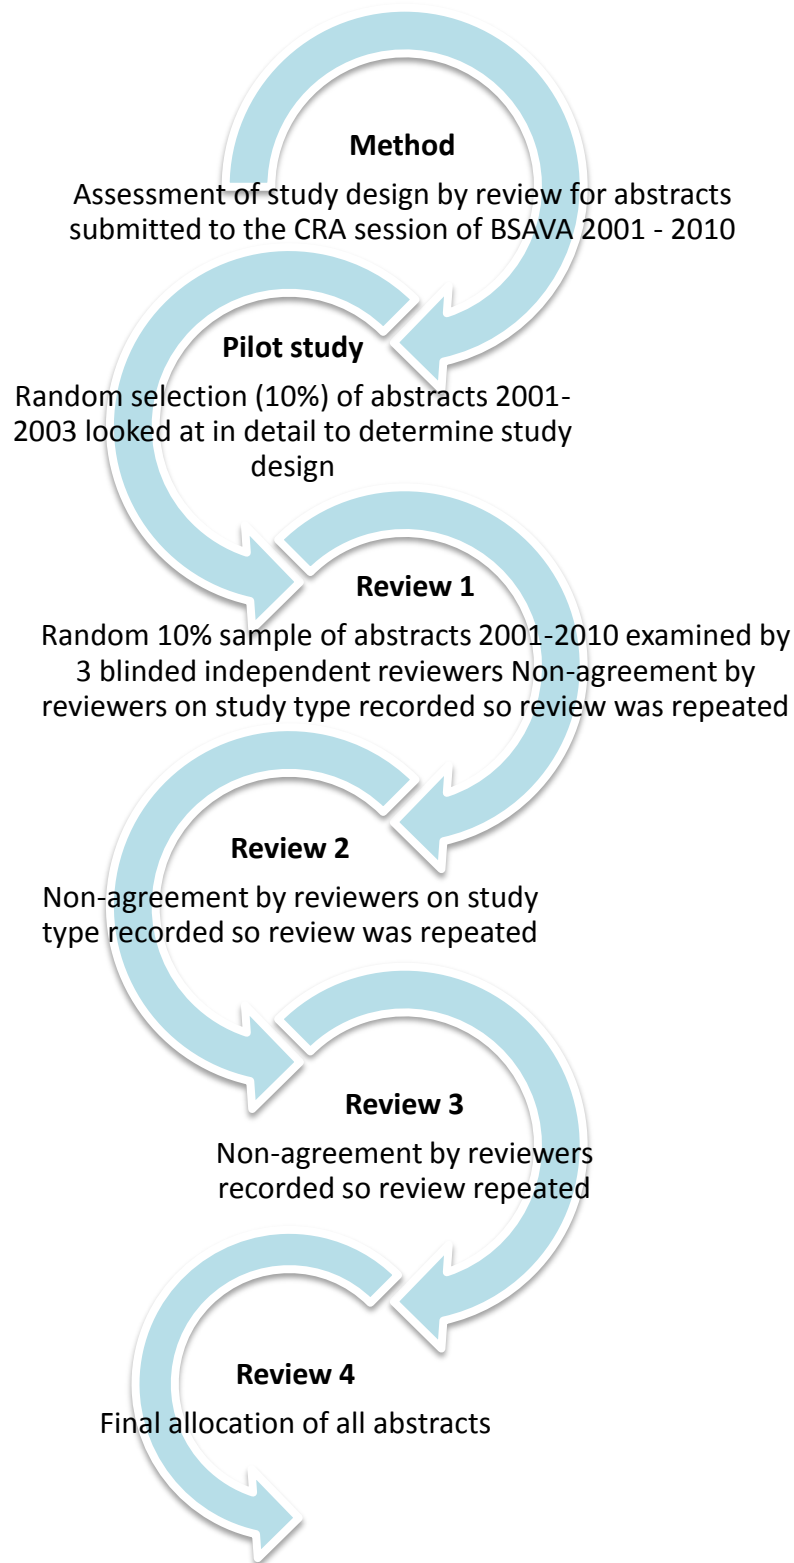 Method
Assessment of study design by review for abstracts
submitted to the CRA session of BSAVA 2001 - 2010
Pilot study
Random selection (10%) of abstracts 2001-
2003 looked at in detail to determine study
design
Review 1
Random 10% sample of abstracts 2001-2010 examined by
3 blinded independent reviewers Non-agreement by
reviewers on study type recorded so review was repeated
Review 2
Non-agreement by reviewers on study
type recorded so review was repeated
Review 3
Non-agreement by reviewers
recorded so review repeated
Review 4
Final allocation of all abstracts